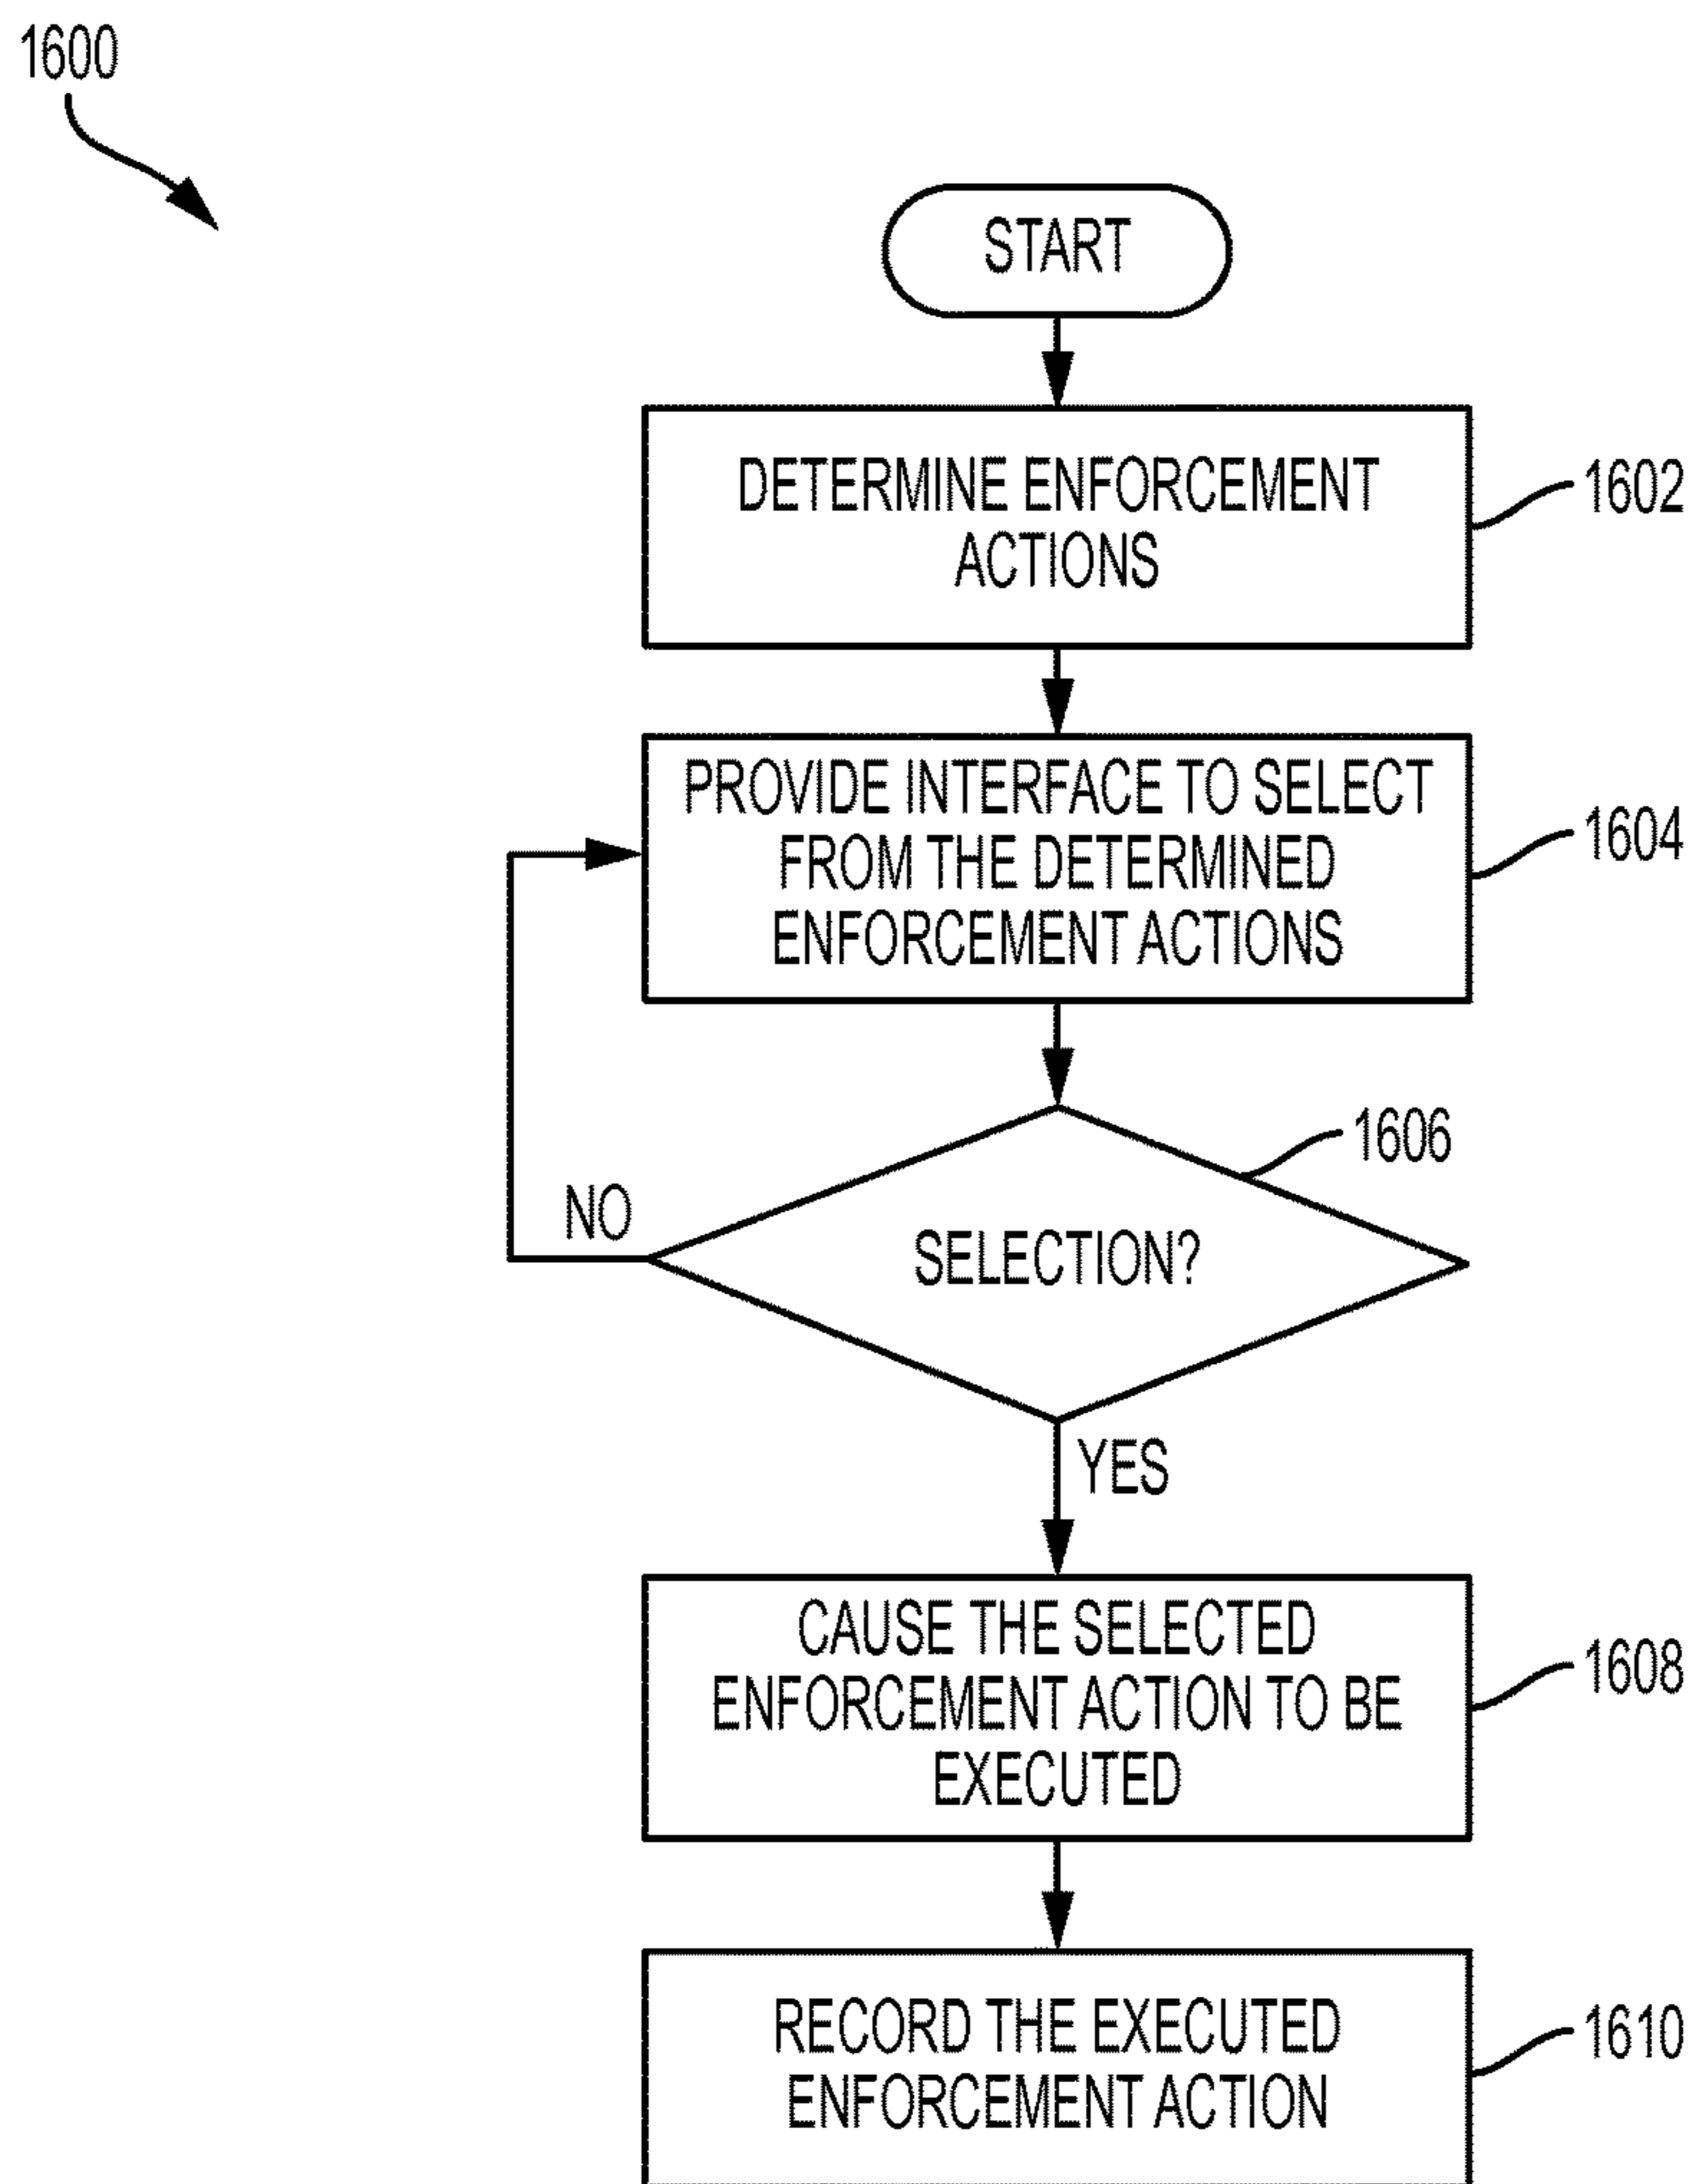 1600
START
DETERMINE ENFORCEMENT
ACTIONS
1602
PROVIDE INTERFACE TO SELECT
FROM THE DETERMINED
ENFORCEMENT ACTIONS
1604
1606
NO
SELECTION?
YES
CAUSE THE SELECTED
ENFORCEMENT ACTION TO BE
EXECUTED
1608
RECORD THE EXECUTED
ENFORCEMENT ACTION
1610